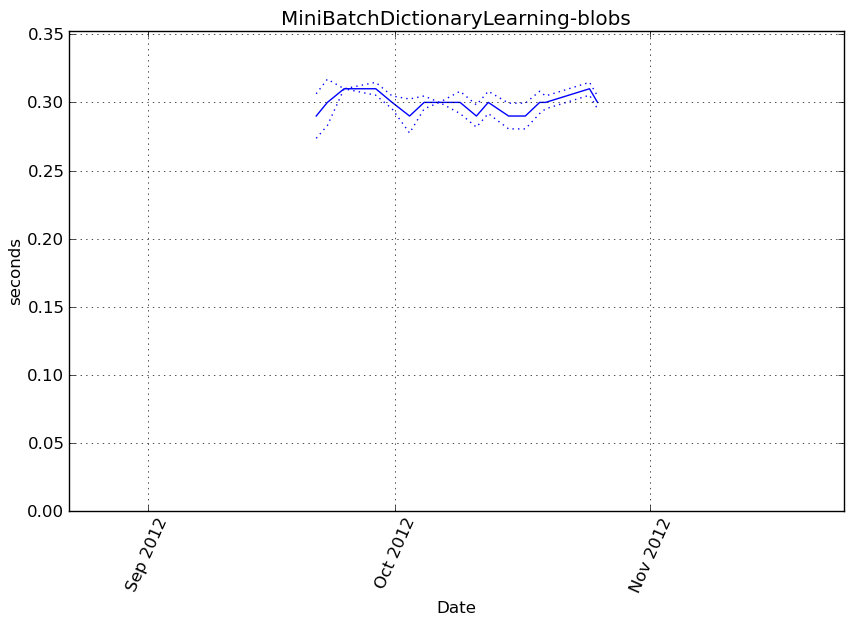 MiniBatchDictionaryLearning-blobs
0.35
0.30
0.25
0.20
0.15
0.10
0.05
0.00
seconds
Sep 2012
Oct 2012
Nov 2012
Date